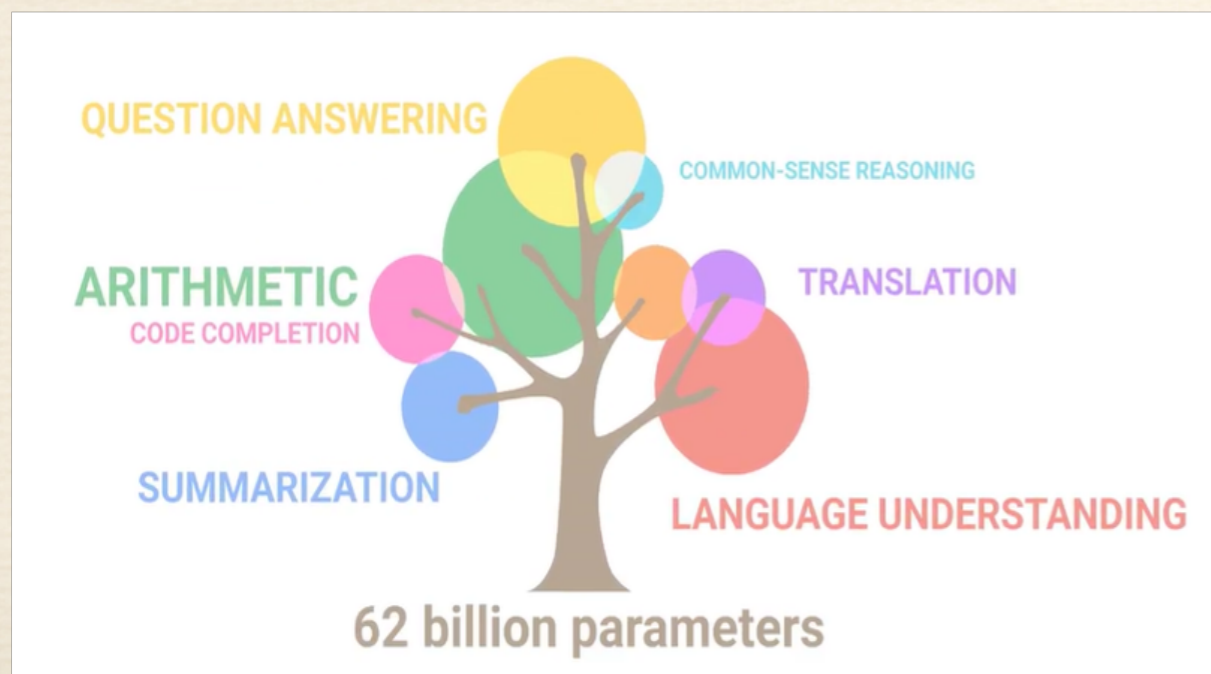 QUESTION ANSWERING
COMMON-SENSE REASONING
ARITHMETIC
TRANSLATION
CODE COMPLETION
SUMMARIZATION
LANGUAGE UNDERSTANDING
62 billion parameters